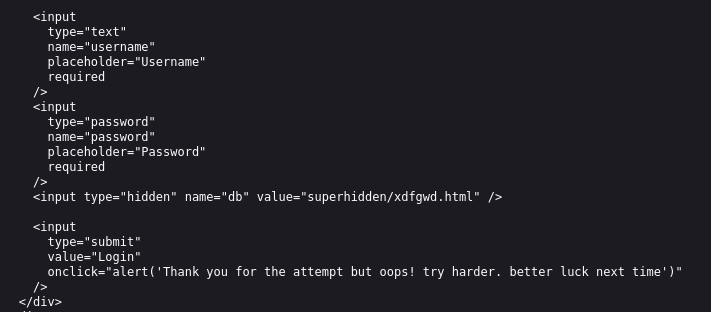 <input
type="text"
name="username"
placeholder="Username"
required
/>
<input
type="password"
name="password"
placeholder="Password"
required
/>
<input type="hidden" name="db" value="superhidden/xdfgwd.html" />
<input
type="submit"
value="Login"
onclick="alert('Thank you for the attempt but oops! try harder. better luck next time')"
/>
</div>